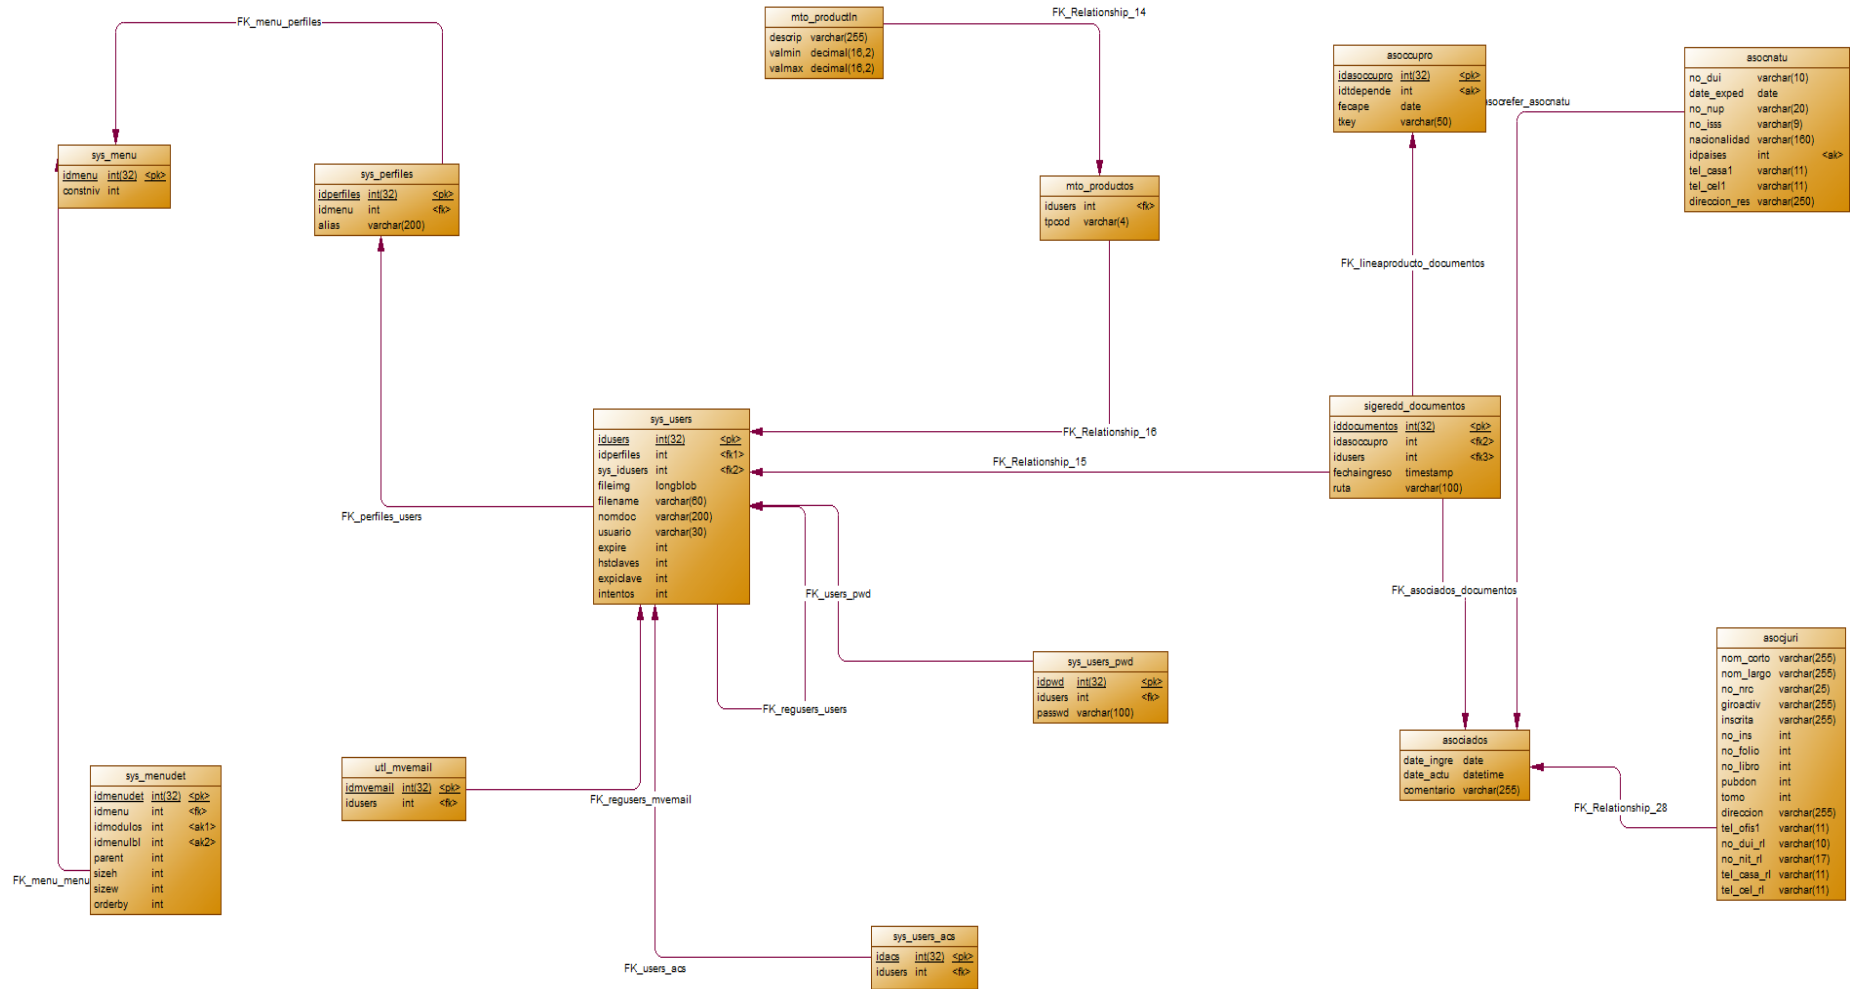 FK_menu_perfiles
sys_menu
idmenu int(32) <pk>
constniv int
sys_perfiles
idperfiles int(32) <pk>
idmenu int <fk>
alias varchar(200)
mto_productln
descrip varchar(255)
valmin decimal(16,2)
valmax decimal(16,2)
FK_Relationship_14
mto_productos
idusers int <fk>
tpcod varchar(4)
asoccupro
idasoccupro int(32) <pk>
idtdepende int <ak>
fecape date
tkey varchar(50)
asocrefer_asocnatu
asocnatu
no_dui varchar(10)
date_exped date
no_nup varchar(20)
no_isss varchar(9)
nacionalidad varchar(160)
idpaises int <ak>
tel_casa1 varchar(11)
tel_cel1 varchar(11)
direccion_res varchar(250)
FK_lineaproducto_documentos
sys_users
idusers int(32) <pk>
idperfiles int <fk1>
sys_idusers int <fk2>
fileimg longblob
filename varchar(60)
nomdoc varchar(200)
usuario varchar(30)
expire int
hstclaves int
expiclave int
intentos int
FK_Relationship_16
FK_Relationship_15
sigeredd_documentos
iddocumentos int(32) <pk>
idasoccupro int <fk2>
idusers int <fk3>
fechaingreso timestamp
ruta varchar(100)
FK_perfiles_users
FK_users_pwd
FK_asociados_documentos
sys_users_pwd
idpwd int(32) <pk>
idusers int <fk>
passwd varchar(100)
FK_regusers_users
asocjuri
nom_corto varchar(255)
nom_largo varchar(255)
no_nrc varchar(25)
giroactiv varchar(255)
inscrita varchar(255)
no_ins int
no_folio int
no_libro int
pubdon int
tomo int
direccion varchar(255)
tel_ofis1 varchar(11)
no_dui_rl varchar(10)
no_nit_rl varchar(17)
tel_casa_rl varchar(11)
tel_cel_rl varchar(11)
asociados
date_ingre date
date_actu datetime
comentario varchar(255)
FK_Relationship_28
utl_mvemail
idmvemail int(32) <pk>
idusers int <fk>
FK_regusers_mvemail
sys_menudet
idmenudet int(32) <pk>
idmenu int <fk>
idmodulos int <ak1>
idmenulbl int <ak2>
parent int
sizeh int
sizew int
orderby int
FK_menu_menu
sys_users_acs
idacs int(32) <pk>
idusers int <fk>
FK_users_acs